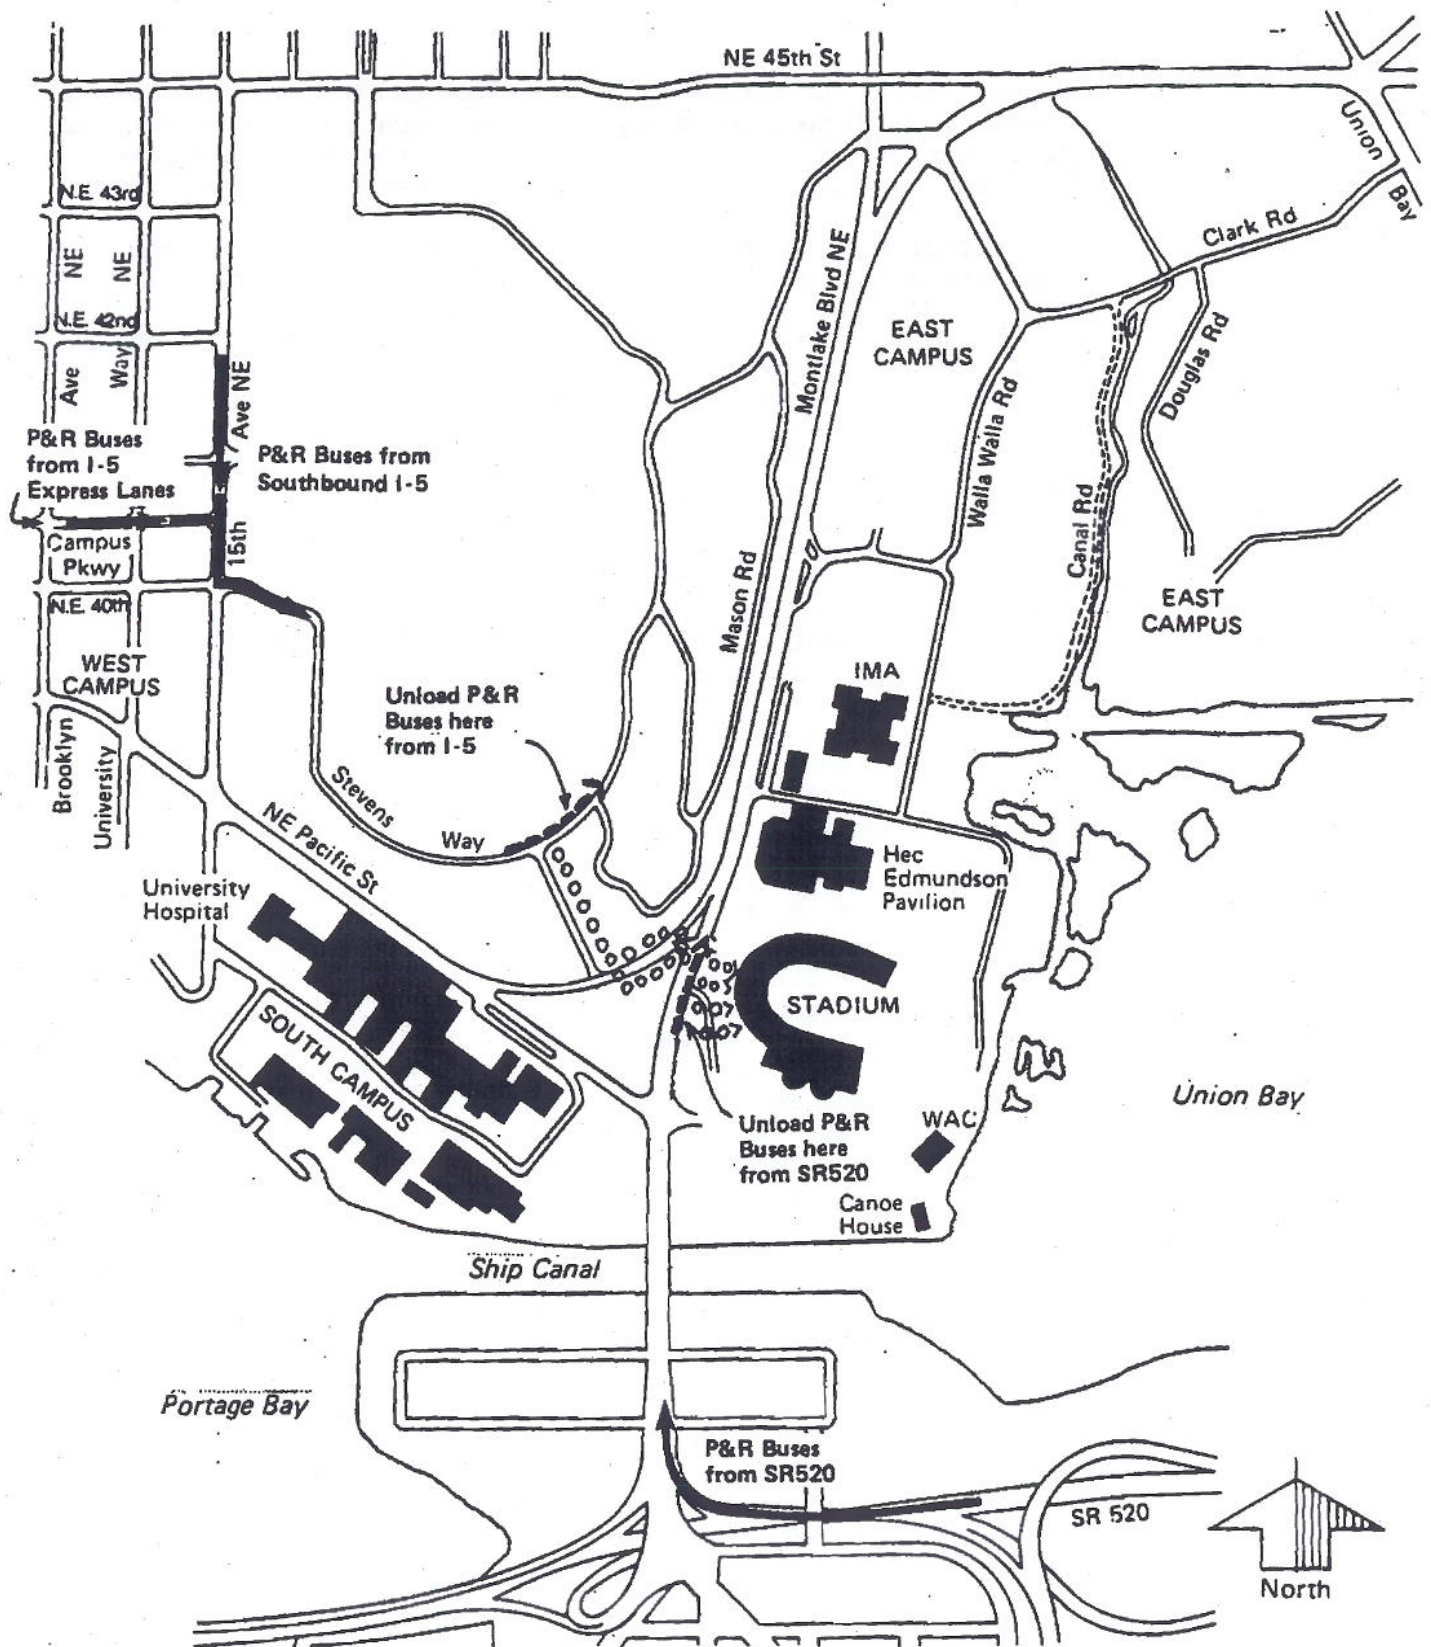 NE 45th St
Union
Bay
N.E. 43rd
Clark Rd
NE
NE
Montlake Blvd NE
N.E. 42nd
EAST
CAMPUS
Douglas Rd
Ave
Way
Ave NE
Walla Walla Rd
P&R Buses
from I-5
Express Lanes
P&R Buses from
Southbound I-5
15th
Canal Rd
Campus
Pkwy
Mason Rd
N.E. 40th
EAST
CAMPUS
WEST
CAMPUS
IMA
Unload P&R
Buses here
from I-5
Brooklyn
University
Stevens
Way
NE Pacific St
Hec
Edmundson
Pavilion
University
Hospital
STADIUM
SOUTH CAMPUS
Union Bay
Unload P&R
Buses here
from SR520
WAC
Canoe
House
Ship Canal
Portage Bay
P&R Buses
from SR520
SR 520
North